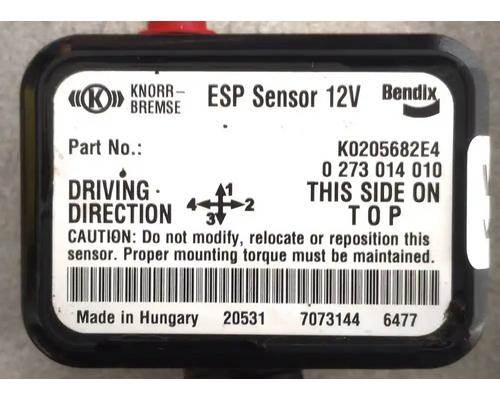 KNORR-BREMSE ESP Sensor 12V Bendix
Part No.: K0205682E4
0 273 014 010
DRIVING DIRECTION 1 2 3 4 THIS SIDE ON TOP
CAUTION: Do not modify, relocate or reposition this
sensor. Proper mounting torque must be maintained.
Made in Hungary 20531 7073144 6477